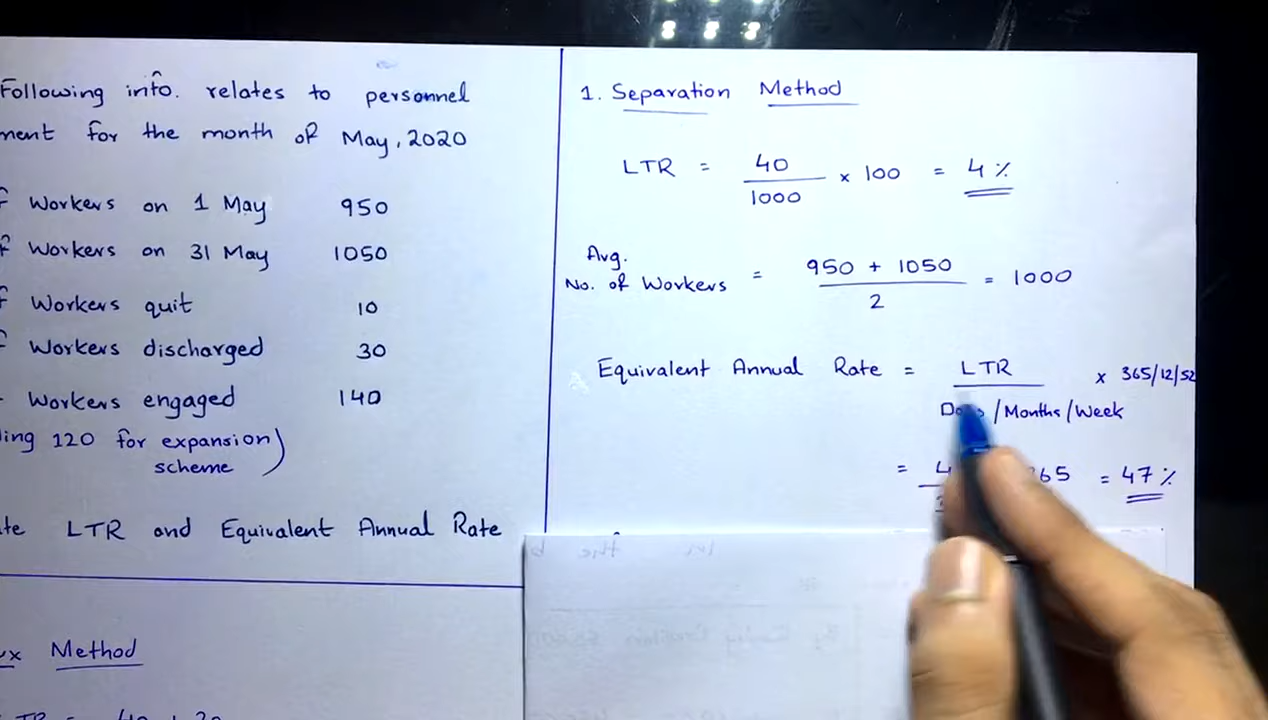 Following info. relates to personnel
ment for the month of May, 2020
Workers on 1 May 950
Workers on 31 May 1050
Workers quit 10
Workers discharged 30
Workers engaged 140
ing 120 for expansion
scheme)
te LTR and Equivalent Annual Rate
x Method
1. Separation Method
LTR = 40/1000 x 100 = 4 %
Avg.
No. of Workers = 950 + 1050 / 2 = 1000
Equivalent Annual Rate = LTR x 365/12/52
/Months/Week
= 4 65 = 47 %